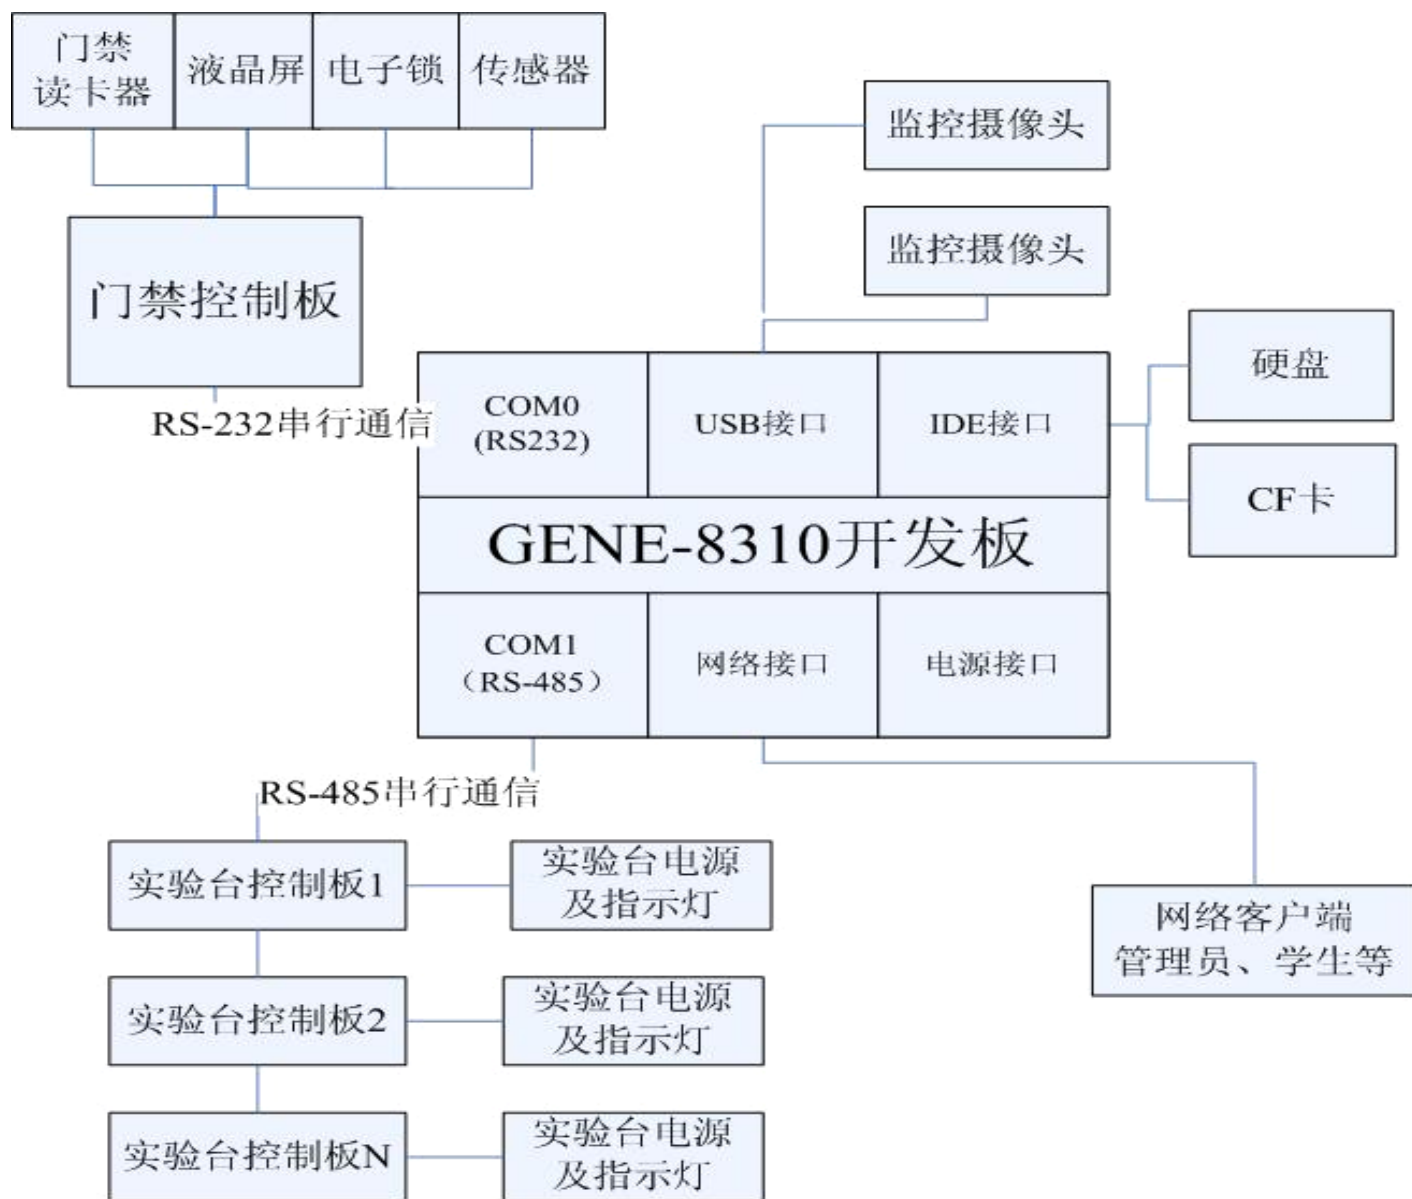 门禁
读卡器
液晶屏
电子锁
传感器
监控摄像头
监控摄像头
门禁控制板
RS-232串行通信
COM0
(RS232)
USB接口
IDE接口
硬盘
CF卡
GENE-8310开发板
COM1
（RS-485）
网络接口
电源接口
RS-485串行通信
实验台控制板1
实验台电源
及指示灯
网络客户端
管理员、学生等
实验台控制板2
实验台电源
及指示灯
实验台控制板N
实验台电源
及指示灯